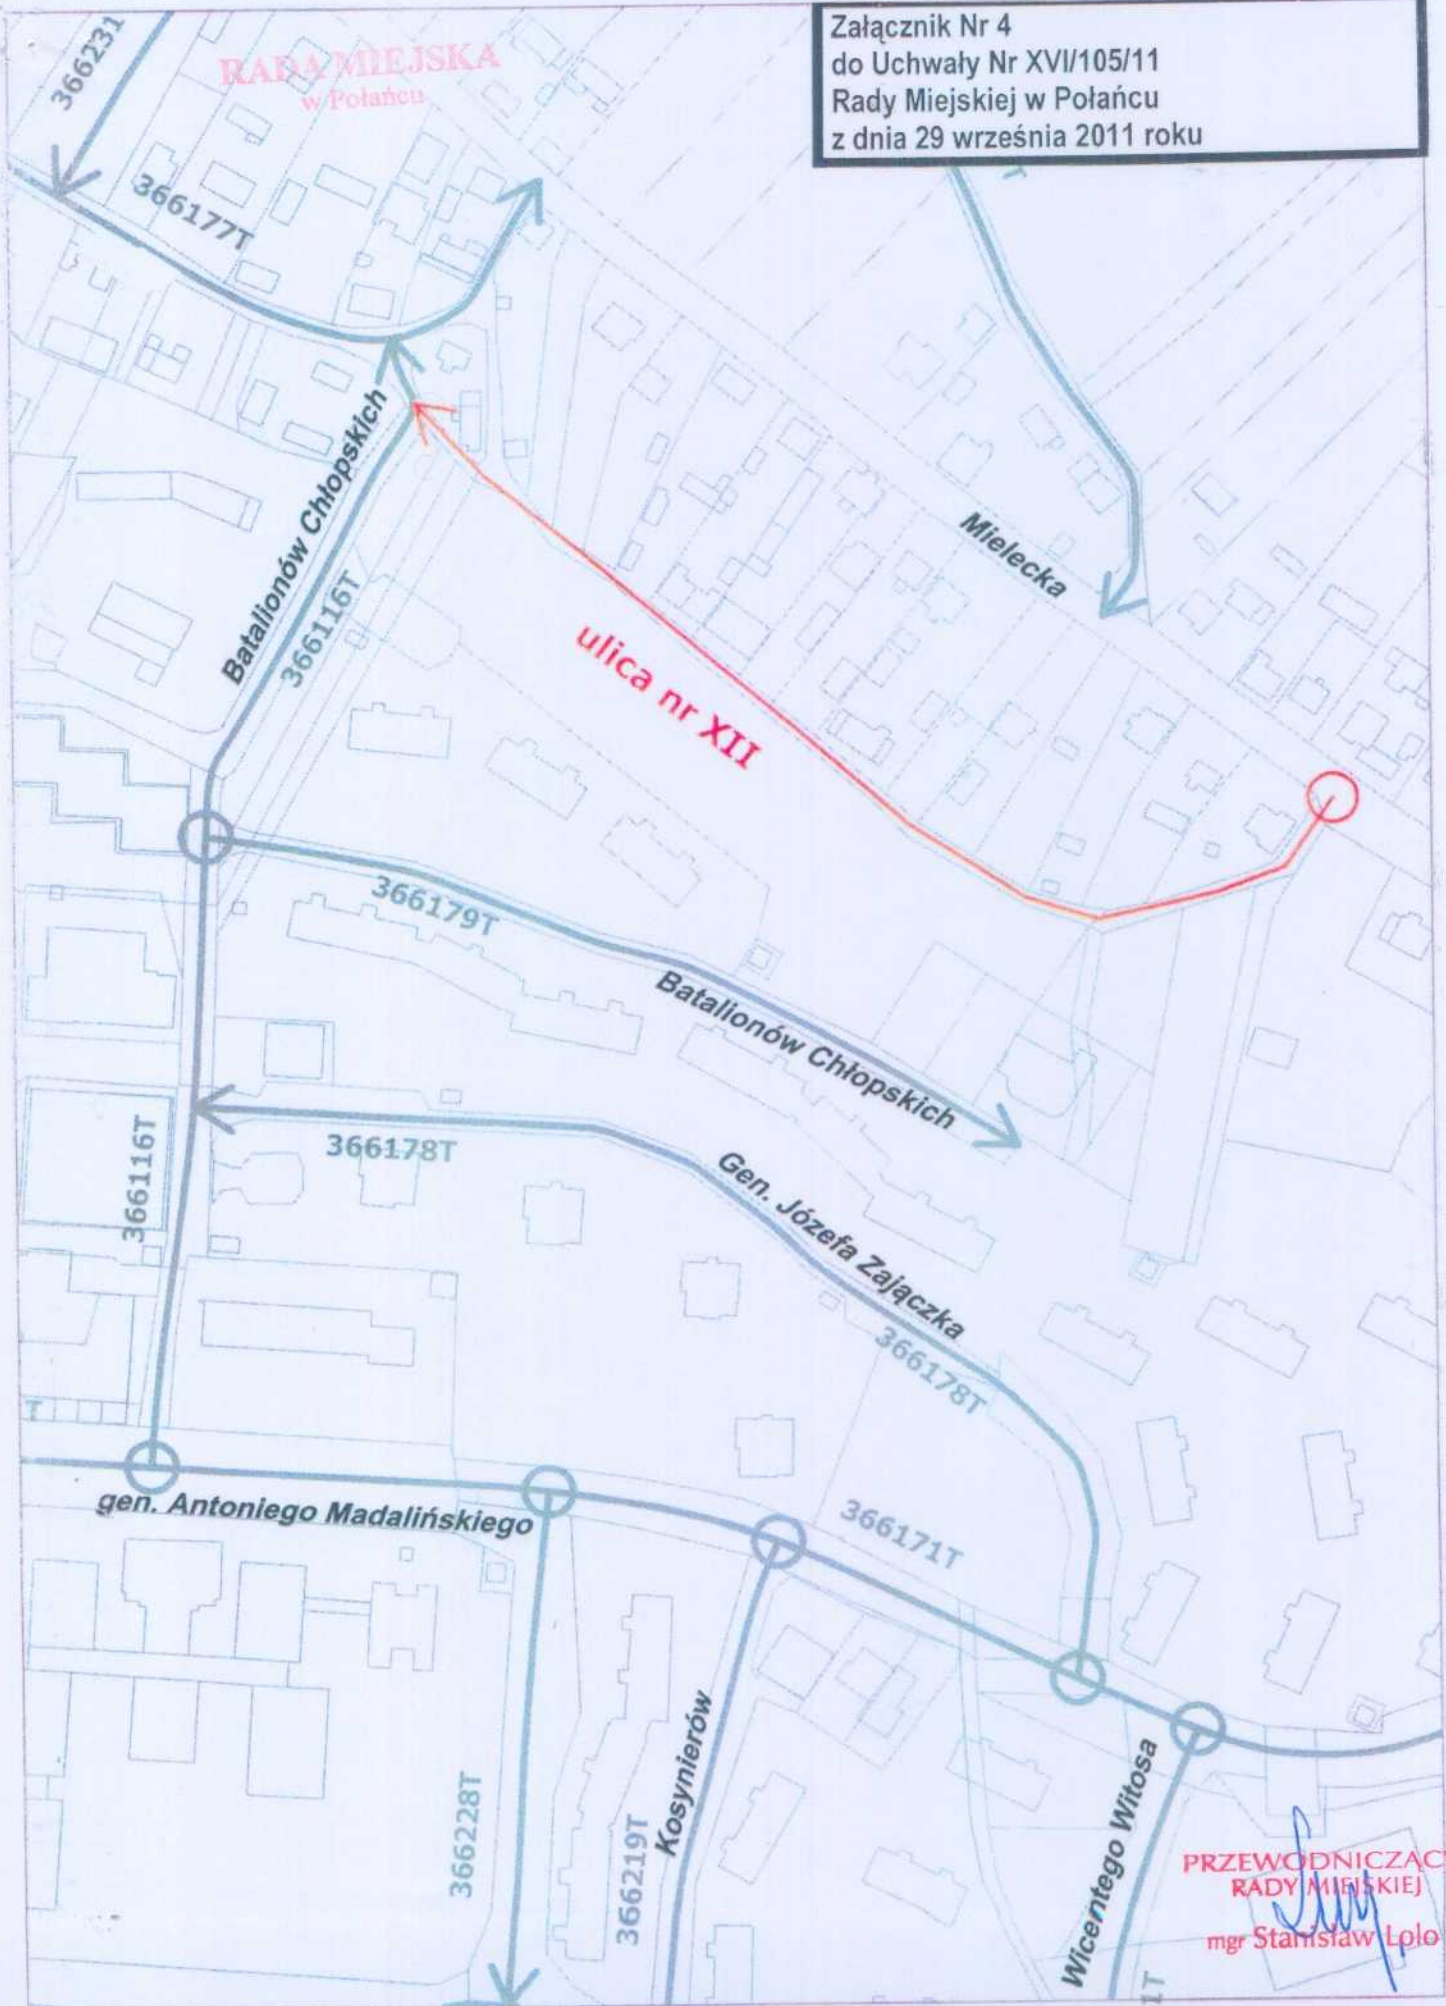 Załącznik Nr 4
do Uchwały Nr XVI/105/11
Rady Miejskiej w Połańcu
z dnia 29 września 2011 roku
RADA MIEJSKA
w Połańcu
366231
366177T
T
Batalionów Chłopskich
366116T
Mielecka
ulica nr XII
366179T
Batalionów Chłopskich
366116T
366178T
Gen. Józefa Zajączka
366178T
T
gen. Antoniego Madalińskiego
366171T
366228T
366219T
Kosynierów
Wicentego Witosa
1T
PRZEWODNICZĄC
RADY MIEJSKIEJ
mgr Stanisław Lolo